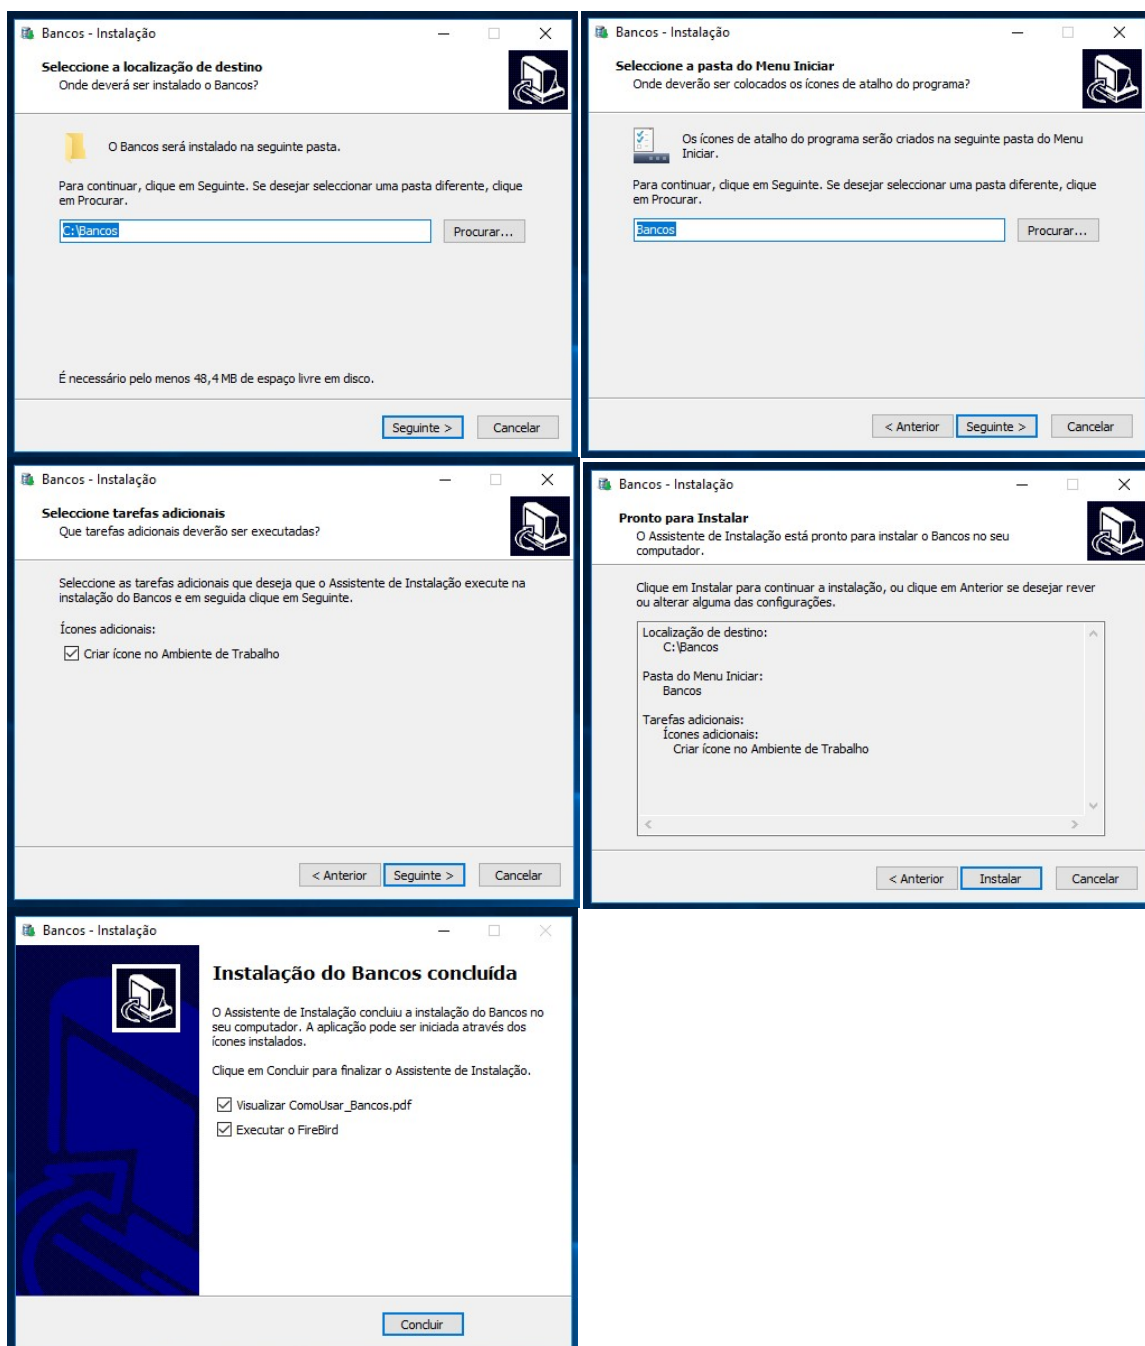 Bancos - Instalação
Seleccione a localização de destino
Onde deverá ser instalado o Bancos?
O Bancos será instalado na seguinte pasta.
Para continuar, clique em Seguinte. Se desejar seleccionar uma pasta diferente, clique
em Procurar.
C:\Bancos
Procurar...
É necessário pelo menos 48,4 MB de espaço livre em disco.
Seguinte >
Cancelar
Bancos - Instalação
Seleccione a pasta do Menu Iniciar
Onde deverão ser colocados os ícones de atalho do programa?
Os ícones de atalho do programa serão criados na seguinte pasta do Menu
Iniciar.
Para continuar, clique em Seguinte. Se desejar seleccionar uma pasta diferente, clique
em Procurar.
Bancos
Procurar...
< Anterior
Seguinte >
Cancelar
Bancos - Instalação
Seleccione tarefas adicionais
Que tarefas adicionais deverão ser executadas?
Seleccione as tarefas adicionais que deseja que o Assistente de Instalação execute na
instalação do Bancos e em seguida clique em Seguinte.
Ícones adicionais:
Criar ícone no Ambiente de Trabalho
< Anterior
Seguinte >
Cancelar
Bancos - Instalação
Pronto para Instalar
O Assistente de Instalação está pronto para instalar o Bancos no seu
computador.
Clique em Instalar para continuar a instalação, ou clique em Anterior se desejar rever
ou alterar alguma das configurações.
Localização de destino:
C:\Bancos
Pasta do Menu Iniciar:
Bancos
Tarefas adicionais:
Ícones adicionais:
Criar ícone no Ambiente de Trabalho
< Anterior
Instalar
Cancelar
Bancos - Instalação
Instalação do Bancos concluída
O Assistente de Instalação concluiu a instalação do Bancos no
seu computador. A aplicação pode ser iniciada através dos
ícones instalados.
Clique em Concluir para finalizar o Assistente de Instalação.
Visualizar ComoUsar_Bancos.pdf
Executar o FireBird
Concluir